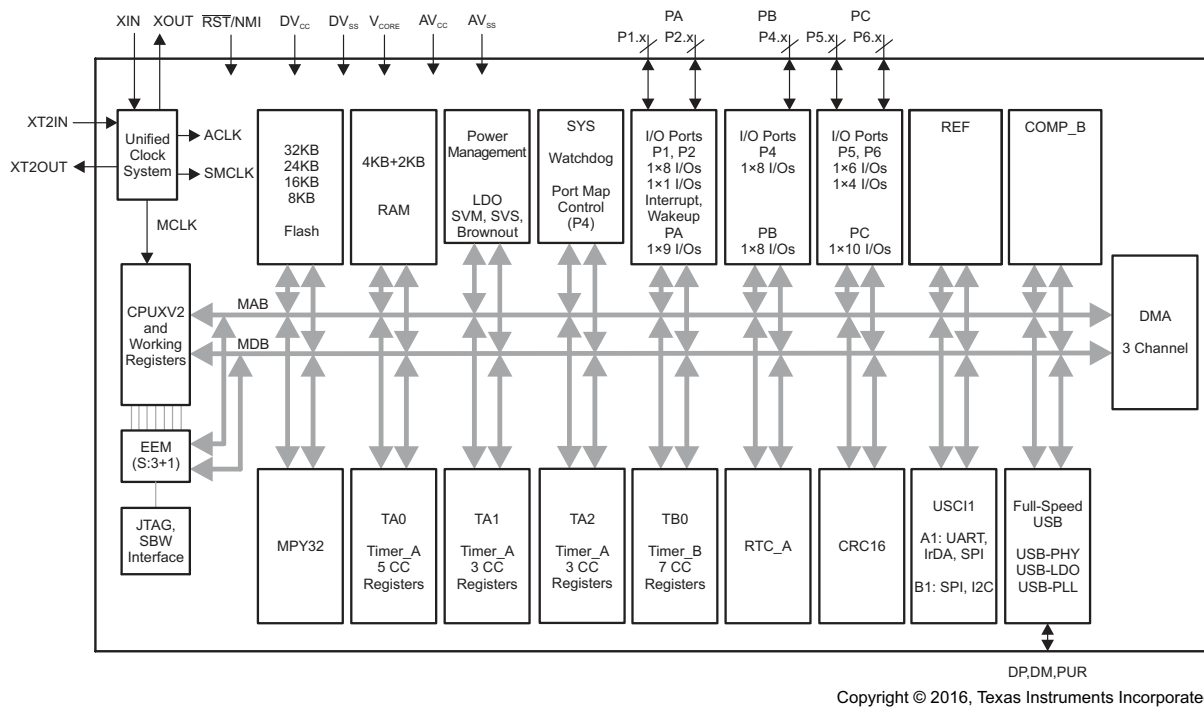 XIN XOUT RST/NMI DVCC DVSS VCORE AVCC AVSS
PA PB PC
P1.x P2.x P4.x P5.x P6.x
XT2IN
XT2OUT
Unified
Clock
System
ACLK
SMCLK
MCLK
32KB
24KB
16KB
8KB
Flash
4KB+2KB
RAM
Power
Management
LDO
SVM, SVS,
Brownout
SYS
Watchdog
Port Map
Control
(P4)
I/O Ports
P1, P2
1×8 I/Os
1×1 I/Os
Interrupt,
Wakeup
PA
1×9 I/Os
I/O Ports
P4
1×8 I/Os
PB
1×8 I/Os
I/O Ports
P5, P6
1×6 I/Os
1×4 I/Os
PC
1×10 I/Os
REF
COMP_B
CPUXV2
and
Working
Registers
MAB
MDB
DMA
3 Channel
EEM
(S:3+1)
JTAG,
SBW
Interface
MPY32
TA0
Timer_A
5 CC
Registers
TA1
Timer_A
3 CC
Registers
TA2
Timer_A
3 CC
Registers
TB0
Timer_B
7 CC
Registers
RTC_A
CRC16
USCI1
A1: UART,
IrDA, SPI
B1: SPI, I2C
Full-Speed
USB
USB-PHY
USB-LDO
USB-PLL
DP,DM,PUR
Copyright © 2016, Texas Instruments Incorporate